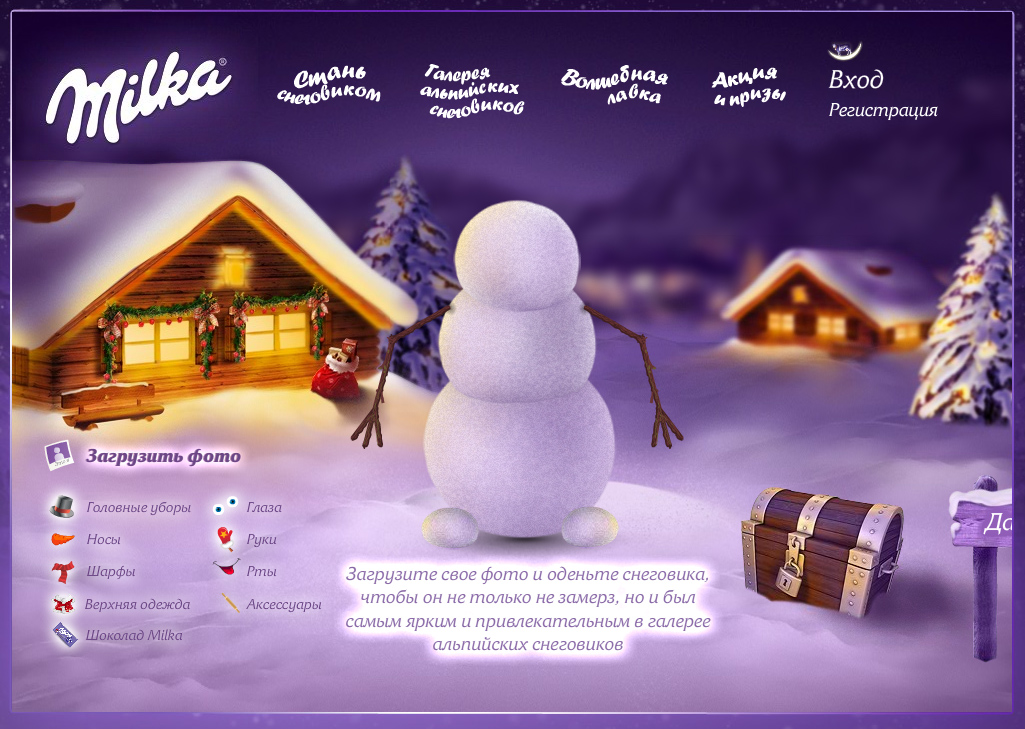 Milka®
Стань
снеговиком
Галерея
альпийских
снеговиков
Волшебная
лавка
Акция
и призы
Вход
Регистрация
Загрузить фото
Головные уборы
Глаза
Носы
Руки
Шарфы
Рты
Верхняя одежда
Аксессуары
Шоколад Milka
Загрузите свое фото и оденьте снеговика,
чтобы он не только не замерз, но и был
самым ярким и привлекательным в галерее
альпийских снеговиков